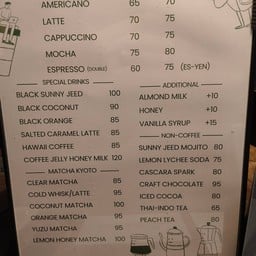 AMERICANO 65 70
LATTE 70 75
CAPPUCCINO 70 75
MOCHA 75 80
ESPRESSO (DOUBLE) 60 75 (ES-YEN)
SPECIAL DRINKS
BLACK SUNNY JEED 100
BLACK COCONUT 90
BLACK ORANGE 85
SALTED CARAMEL LATTE 85
HAWAII COFFEE 85
COFFEE JELLY HONEY MILK 120
MATCHA KYOTO
CLEAR MATCHA 85
COLD WHISK/LATTE 95
COCONUT MATCHA 100
ORANGE MATCHA 95
YUZU MATCHA 95
LEMON HONEY MATCHA 100
ADDITIONAL
ALMOND MILK +10
HONEY +10
VANILLA SYRUP +15
NON-COFFEE
SUNNY JEED MOJITO 80
LEMON LYCHEE SODA 75
CASCARA SPARK 80
CRAFT CHOCOLATE 95
ICED COCOA 80
THAI-INDO TEA 65
PEACH TEA 80